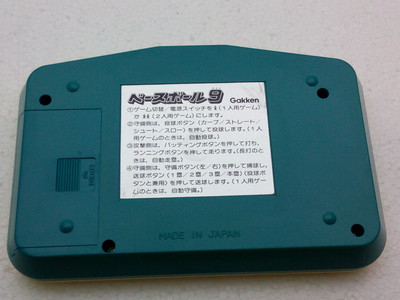 ベースボール9 Gakken
①ゲーム切替／電源スイッチを (1人用ゲーム)
か (2人用ゲーム)にします。
②守備側は、投球ボタン(カーブ／ストレート／
シュート／スロー)を押して投球します。(1人
用ゲームのときは、自動投球。)
③攻撃側は、バッティングボタンを押して打ち、
ランニングボタンを押して走ります。(長打のと
きは、自動走塁。)
④守備側は、守備ボタン(左／右)を押して捕球し、
送球ボタン(1塁／2塁／3塁／本塁)(投球ボ
タンと兼用)を押して送球します。(1人用ゲー
ムのときは、自動守備。)
MADE IN JAPAN